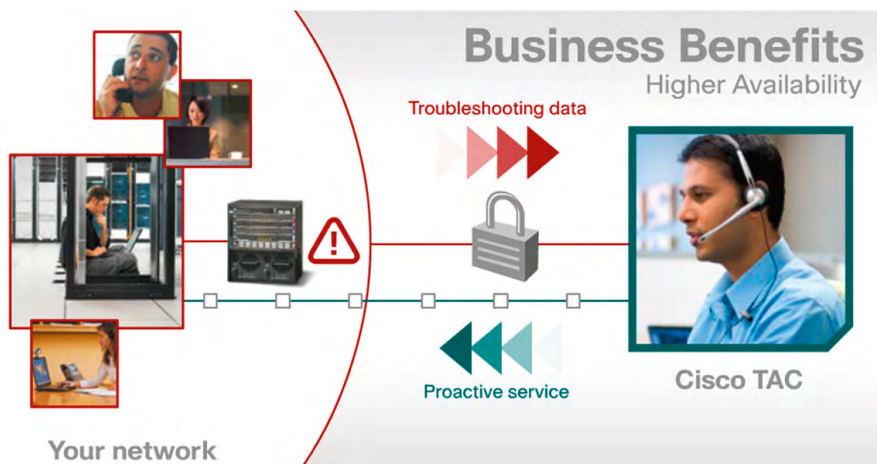 Business Benefits
Higher Availability
Troubleshooting data
Proactive service
Cisco TAC
Your network